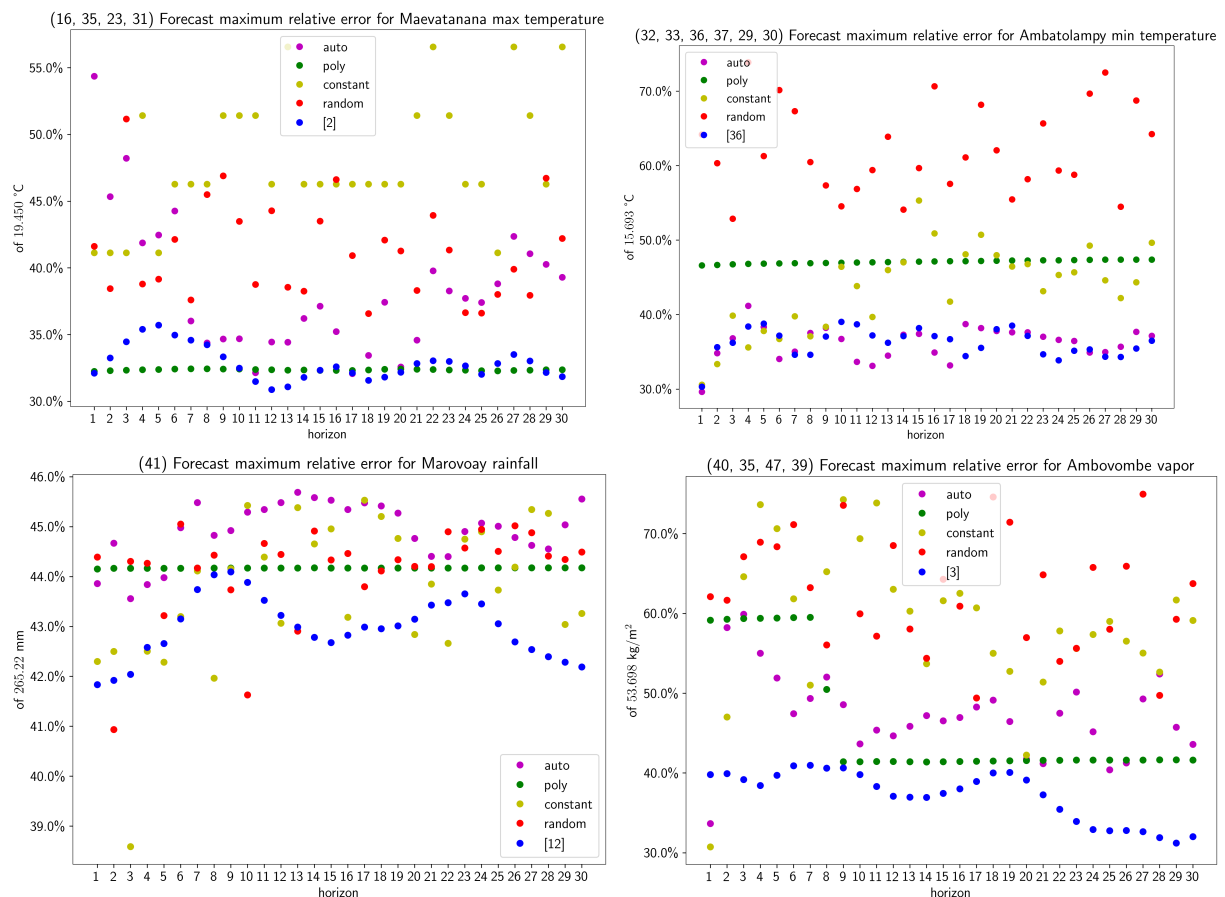 (16, 35, 23, 31) Forecast maximum relative error for Maevatanana max temperature
55.0%
50.0%
45.0%
40.0%
35.0%
30.0%
of 19.450 °C
auto
poly
constant
random
[2]
1 2 3 4 5 6 7 8 9 10 11 12 13 14 15 16 17 18 19 20 21 22 23 24 25 26 27 28 29 30
horizon
(32, 33, 36, 37, 29, 30) Forecast maximum relative error for Ambatolampy min temperature
70.0%
60.0%
50.0%
40.0%
30.0%
of 15.693 °C
auto
poly
constant
random
[36]
1 2 3 4 5 6 7 8 9 10 11 12 13 14 15 16 17 18 19 20 21 22 23 24 25 26 27 28 29 30
horizon
(41) Forecast maximum relative error for Marovoay rainfall
46.0%
45.0%
44.0%
43.0%
42.0%
41.0%
40.0%
39.0%
of 265.22 mm
auto
poly
constant
random
[12]
1 2 3 4 5 6 7 8 9 10 11 12 13 14 15 16 17 18 19 20 21 22 23 24 25 26 27 28 29 30
horizon
(40, 35, 47, 39) Forecast maximum relative error for Ambovombe vapor
70.0%
60.0%
50.0%
40.0%
30.0%
of 53.698 kg/m²
auto
poly
constant
random
[3]
1 2 3 4 5 6 7 8 9 10 11 12 13 14 15 16 17 18 19 20 21 22 23 24 25 26 27 28 29 30
horizon